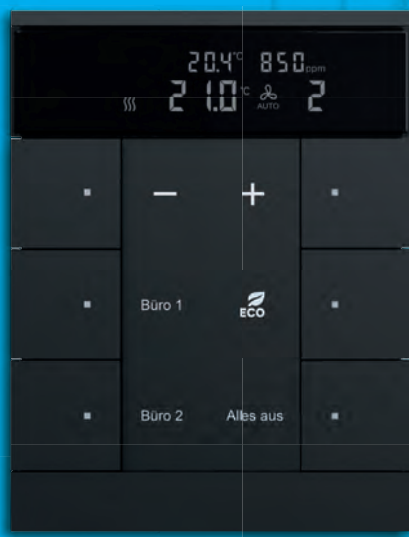 20.4°C 850ppm
21.0°C AUTO 2
− +
Büro 1 ECO
Büro 2 Alles aus